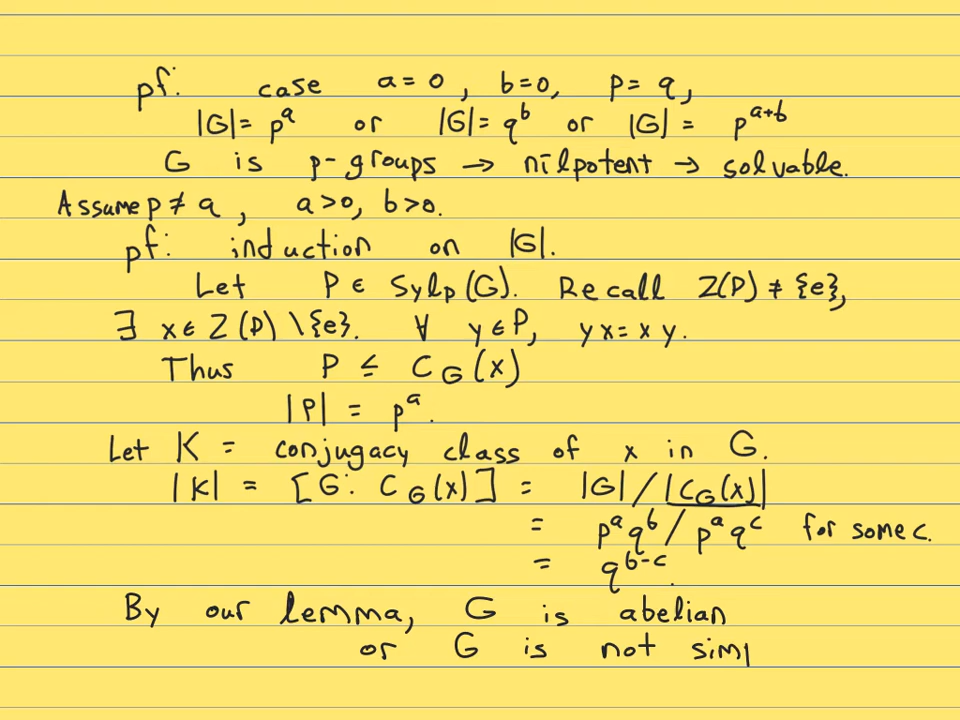 pf: case a = 0, b = 0, p = q,
|G| = p^a or |G| = q^b or |G| = p^{a+b}
G is p-groups → nilpotent → solvable.
Assume p ≠ q, a > 0, b > 0.
pf: induction on |G|.
Let P ∈ Syl_p(G). Recall Z(P) ≠ {e},
∃ x ∈ Z(P) \ {e}. ∀ y ∈ P, yx = xy.
Thus P ≤ C_G(x)
|P| = p^a.
Let K = conjugacy class of x in G.
|K| = [G : C_G(x)] = |G| / |C_G(x)|
= p^a q^b / p^a q^c for some c.
= q^{b-c}.
By our lemma, G is abelian
or G is not simp